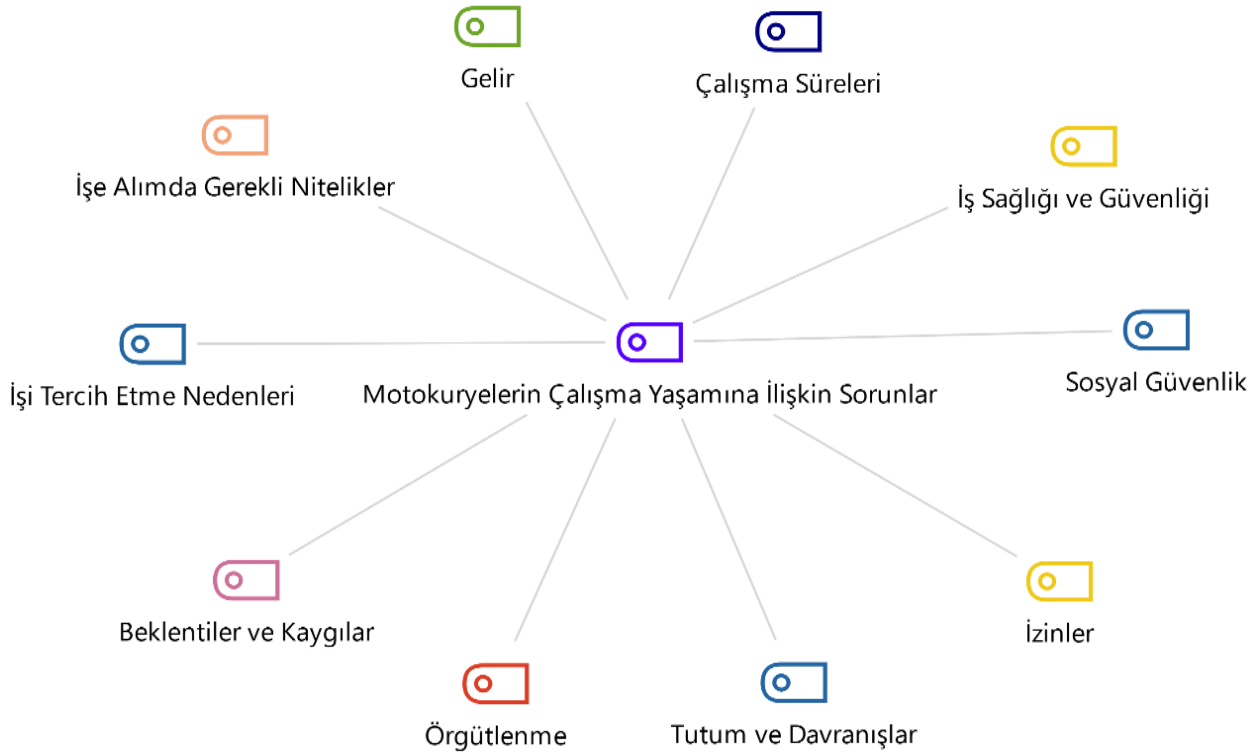 Gelir
Çalışma Süreleri
İşe Alımda Gerekli Nitelikler
İş Sağlığı ve Güvenliği
İşi Tercih Etme Nedenleri
Motokuryelerin Çalışma Yaşamına İlişkin Sorunlar
Sosyal Güvenlik
Beklentiler ve Kaygılar
İzinler
Örgütlenme
Tutum ve Davranışlar